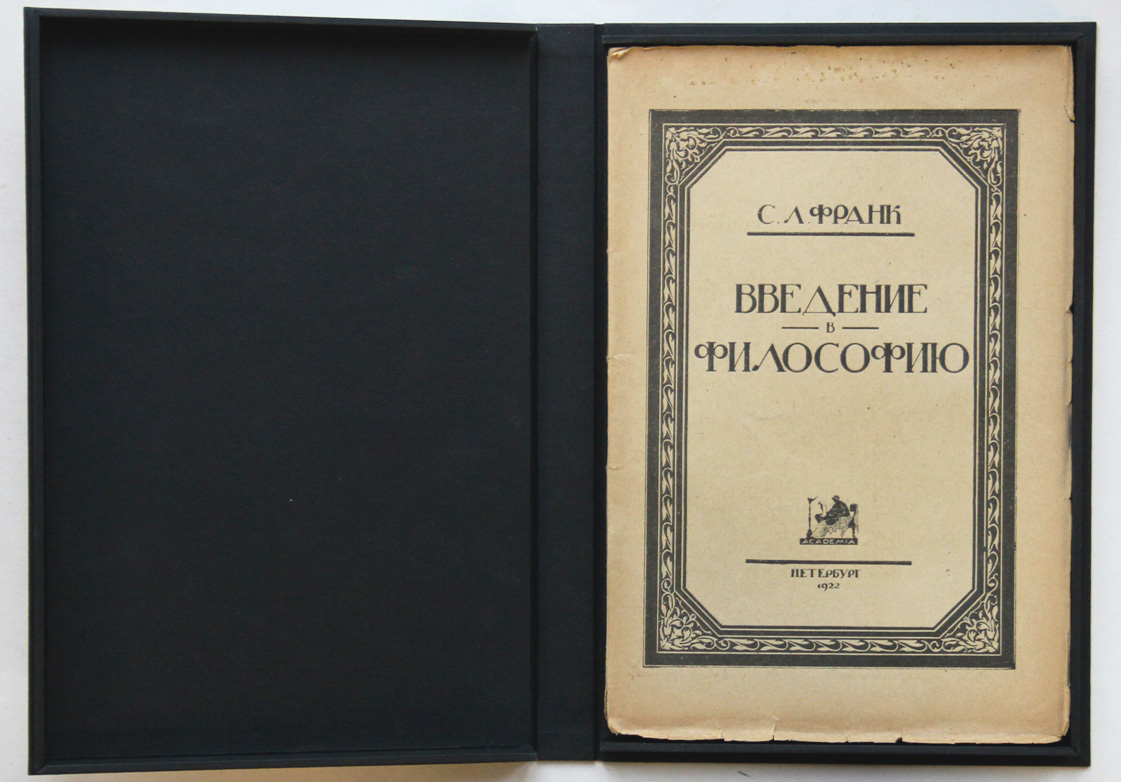 С. Л. ФРАНК
ВВЕДЕНИЕ
В
ФИЛОСОФИЮ
ACADEMIA
ПЕТЕРБУРГ
1922